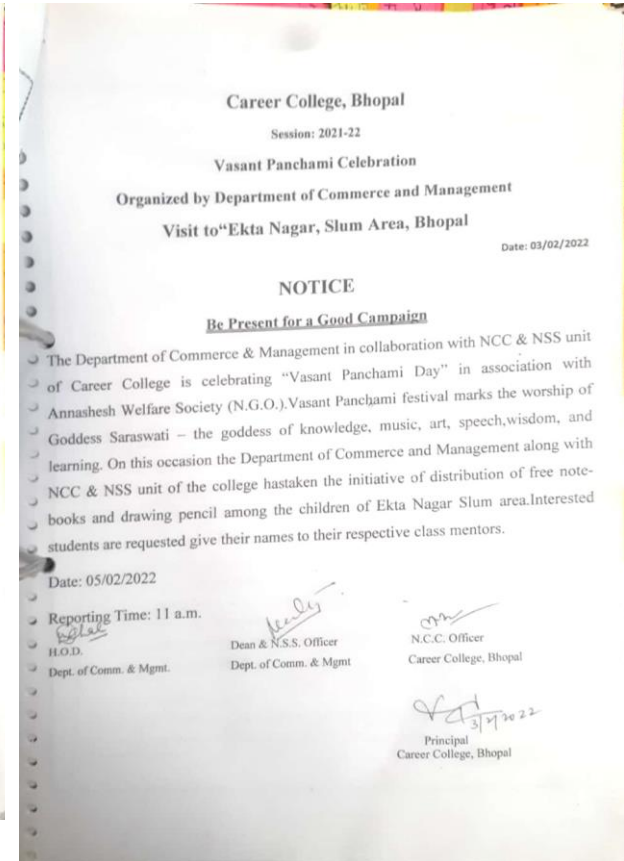 Career College, Bhopal
Session: 2021-22
Vasant Panchami Celebration
Organized by Department of Commerce and Management
Visit to“Ekta Nagar, Slum Area, Bhopal
Date: 03/02/2022
NOTICE
Be Present for a Good Campaign
The Department of Commerce & Management in collaboration with NCC & NSS unit
of Career College is celebrating “Vasant Panchami Day” in association with
Annashesh Welfare Society (N.G.O.).Vasant Panchami festival marks the worship of
Goddess Saraswati – the goddess of knowledge, music, art, speech,wisdom, and
learning. On this occasion the Department of Commerce and Management along with
NCC & NSS unit of the college hastaken the initiative of distribution of free note-
books and drawing pencil among the children of Ekta Nagar Slum area.Interested
students are requested give their names to their respective class mentors.
Date: 05/02/2022
Reporting Time: 11 a.m.
H.O.D. Dean & N.S.S. Officer N.C.C. Officer
Dept. of Comm. & Mgmt. Dept. of Comm. & Mgmt Career College, Bhopal
3/2/2022
Principal
Career College, Bhopal